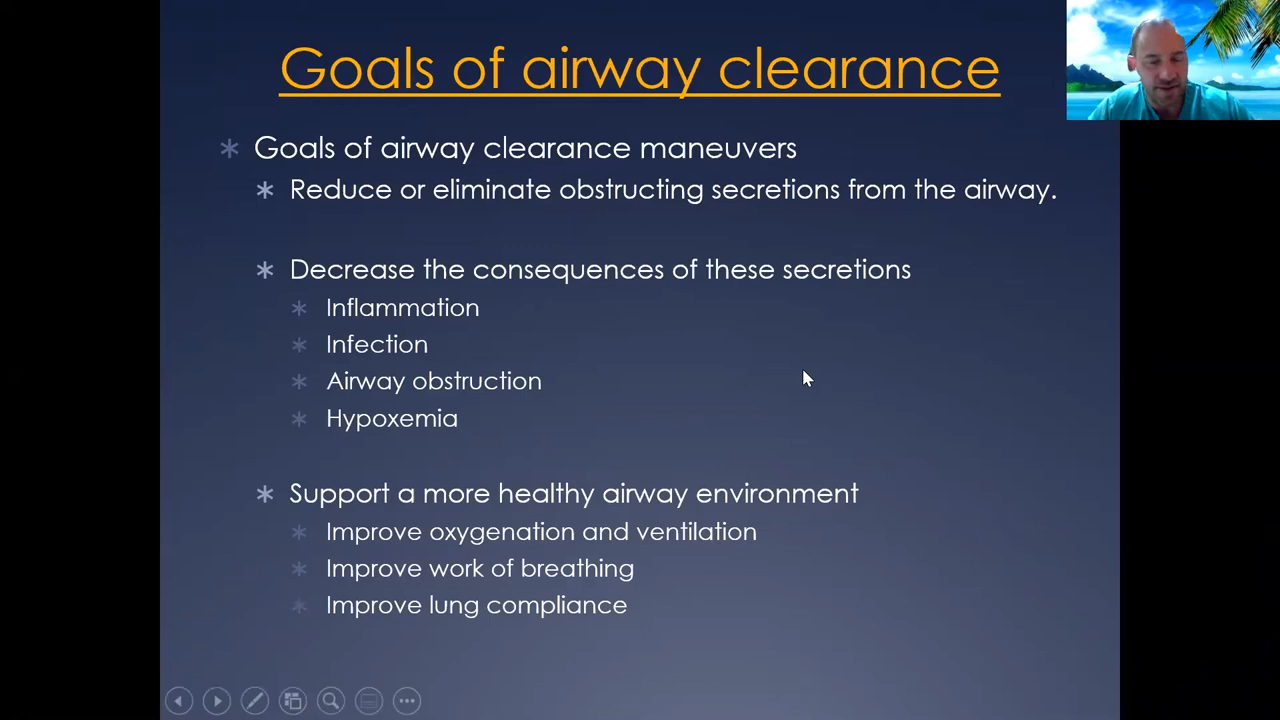 Goals of airway clearance
Goals of airway clearance maneuvers
Reduce or eliminate obstructing secretions from the airway.
Decrease the consequences of these secretions
Inflammation
Infection
Airway obstruction
Hypoxemia
Support a more healthy airway environment
Improve oxygenation and ventilation
Improve work of breathing
Improve lung compliance